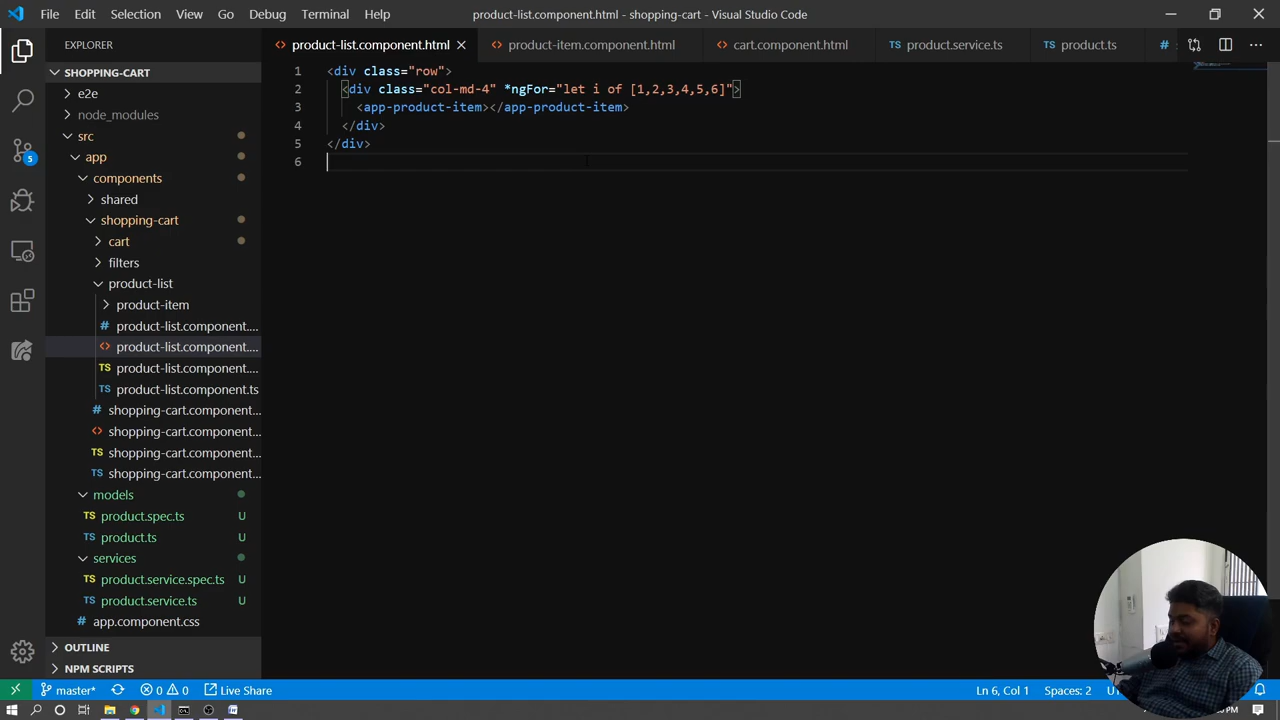 File Edit Selection View Go Debug Terminal Help
product-list.component.html - shopping-cart - Visual Studio Code
EXPLORER
product-list.component.html
product-item.component.html
cart.component.html
product.service.ts
product.ts
SHOPPING-CART
e2e
node_modules
src
app
components
shared
shopping-cart
cart
filters
product-list
product-item
product-list.component....
product-list.component....
product-list.component....
product-list.component.ts
shopping-cart.component...
shopping-cart.component...
shopping-cart.component...
shopping-cart.component...
models
TS product.spec.ts U
TS product.ts U
services
TS product.service.spec.ts U
TS product.service.ts U
# app.component.css
OUTLINE
NPM SCRIPTS
1 <div class="row">
2 <div class="col-md-4" *ngFor="let i of [1,2,3,4,5,6]">
3 <app-product-item></app-product-item>
4 </div>
5 </div>
6
5
master* 0 0 Live Share
Ln 6, Col 1 Spaces: 2